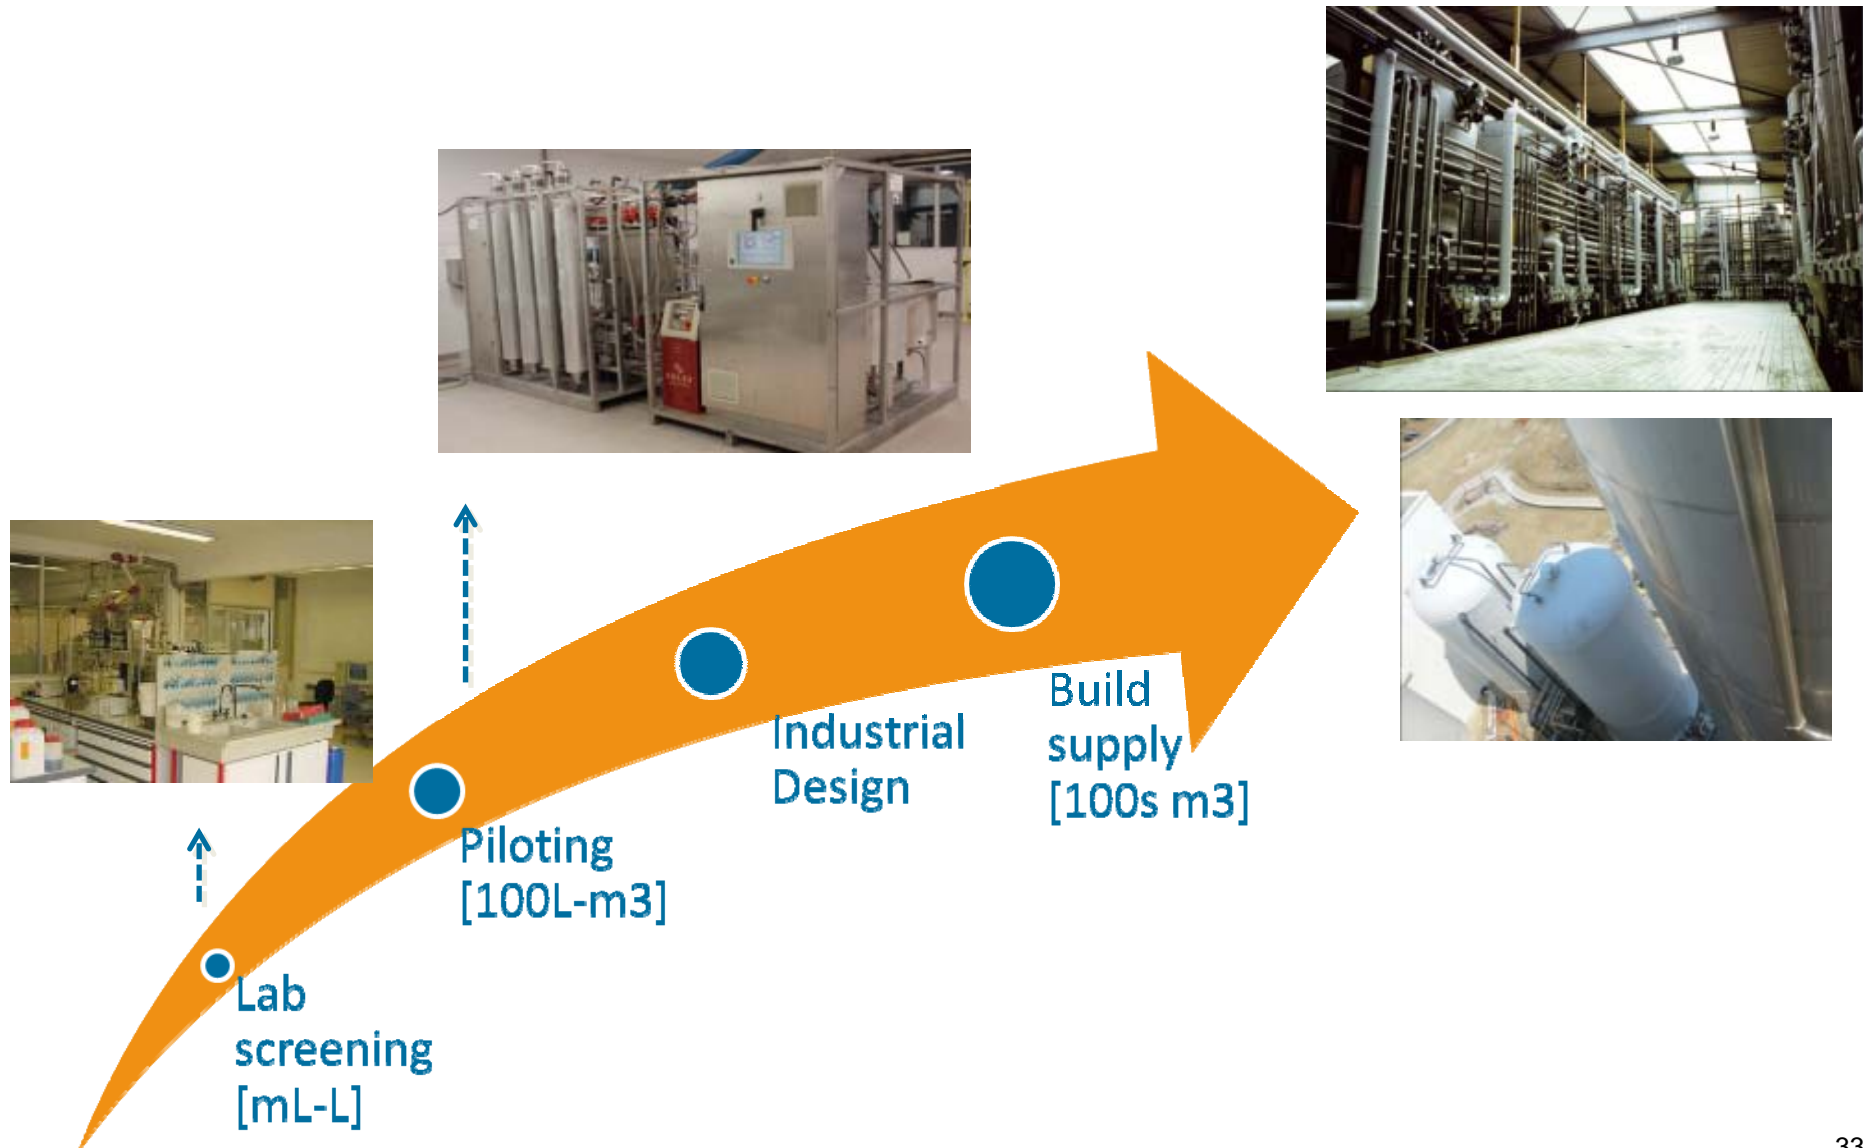 Build
supply
[100s m3]
Industrial
Design
Piloting
[100L-m3]
Lab
screening
[mL-L]
33